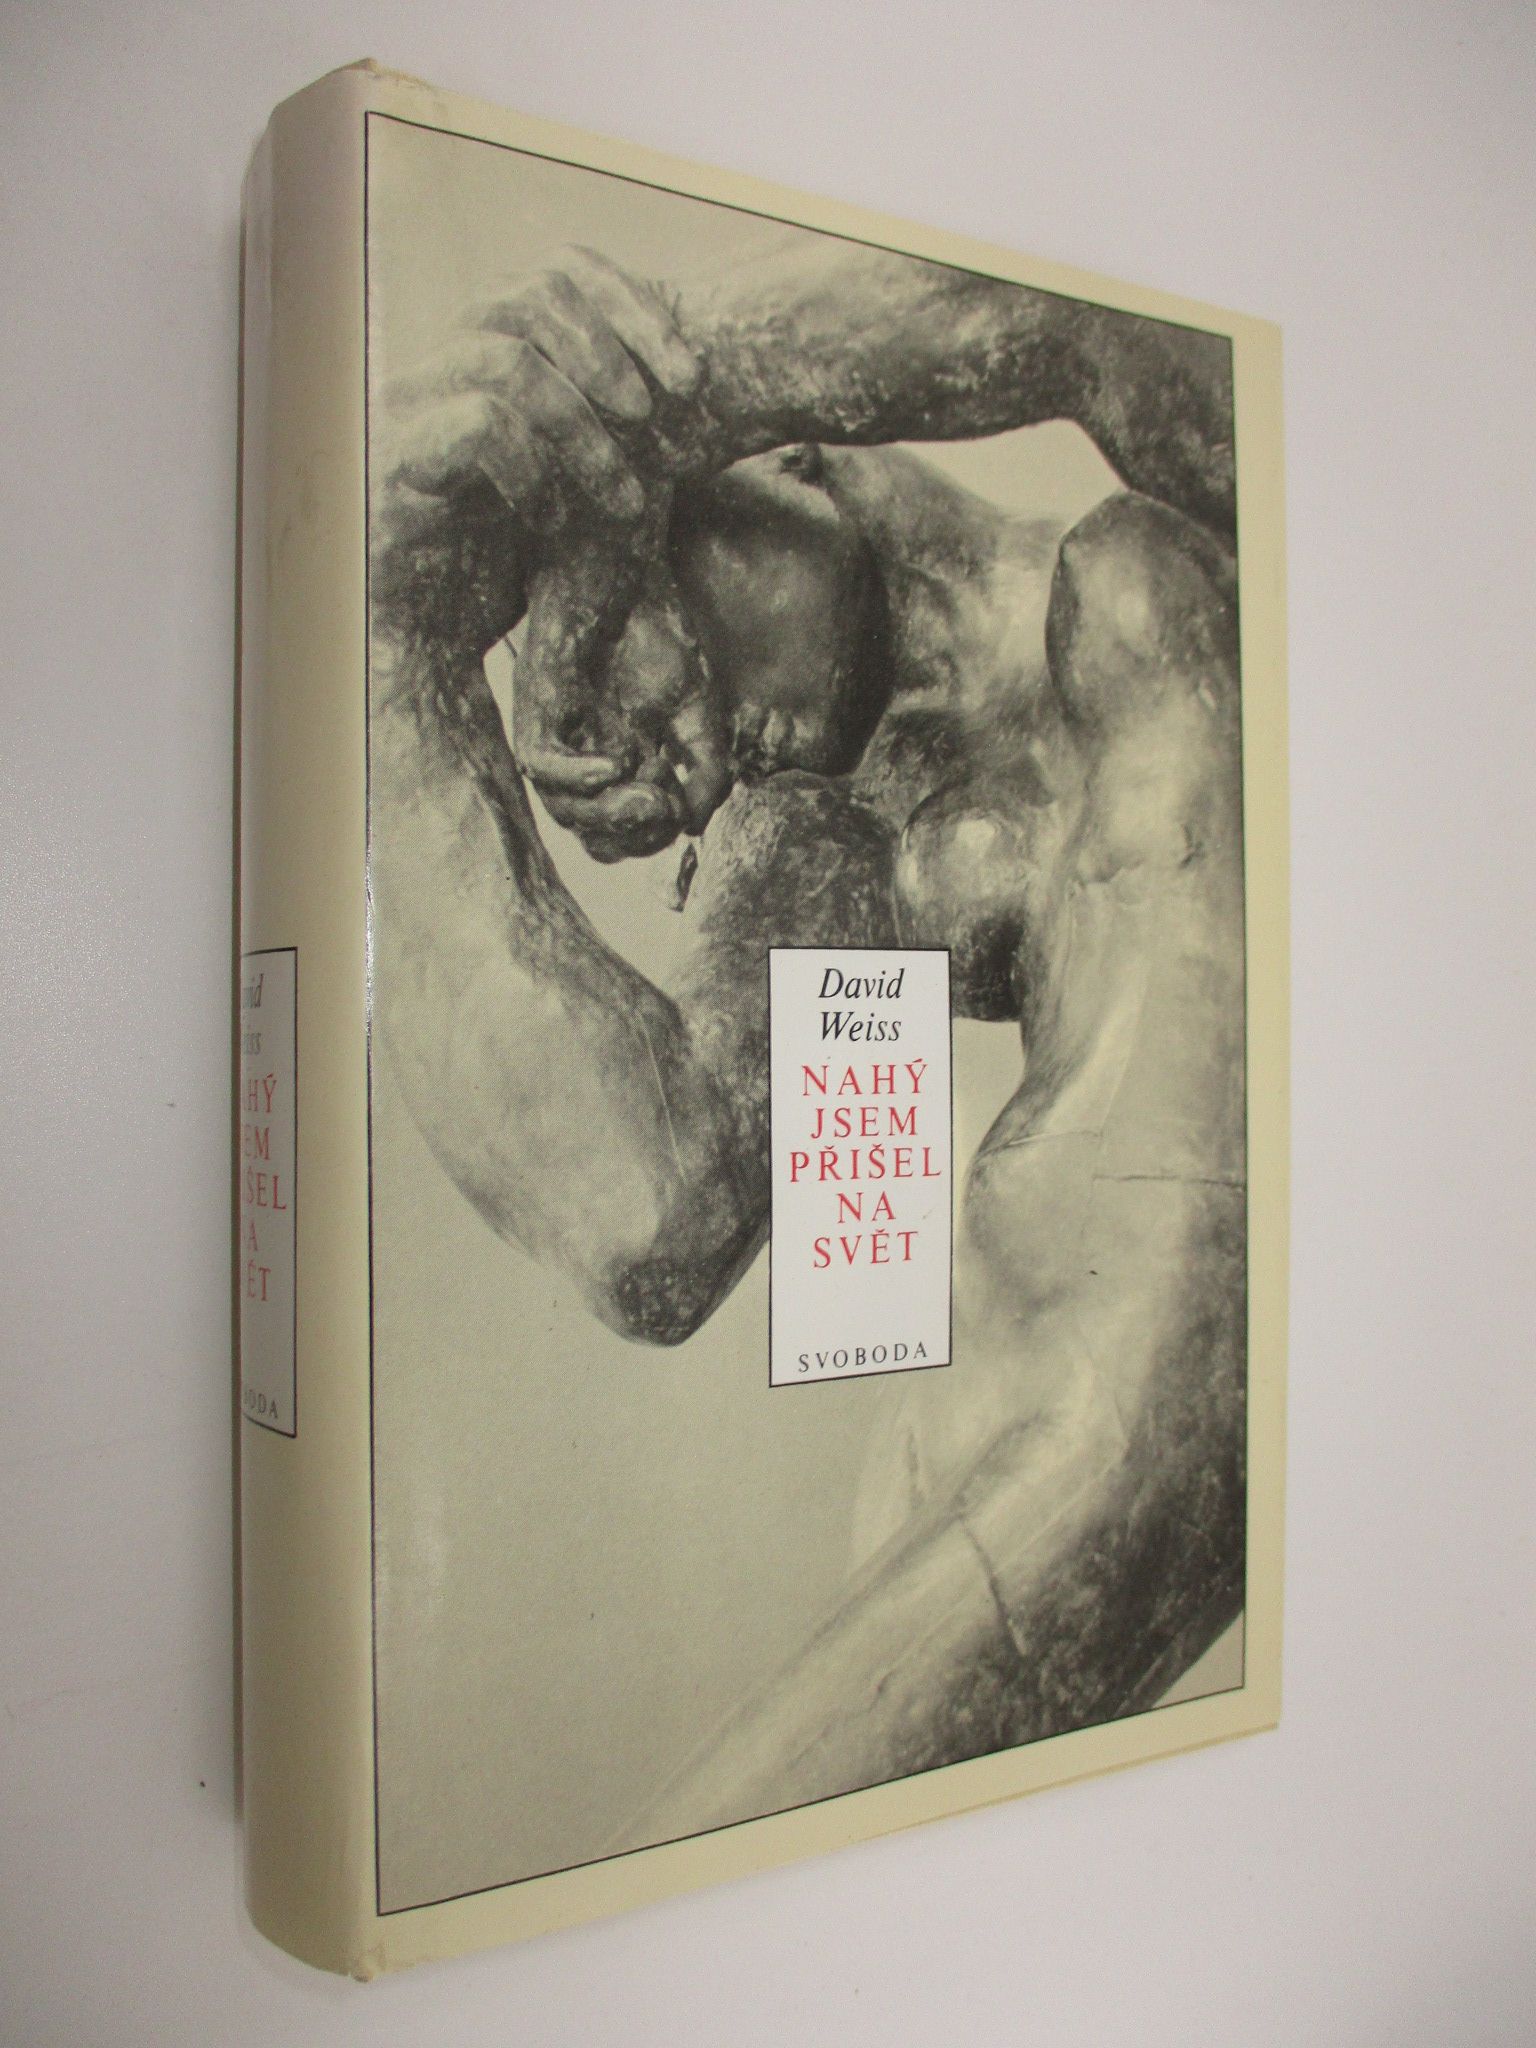 David
Weiss
NAHÝ
JSEM
PŘIŠEL
NA
SVĚT
SVOBODA